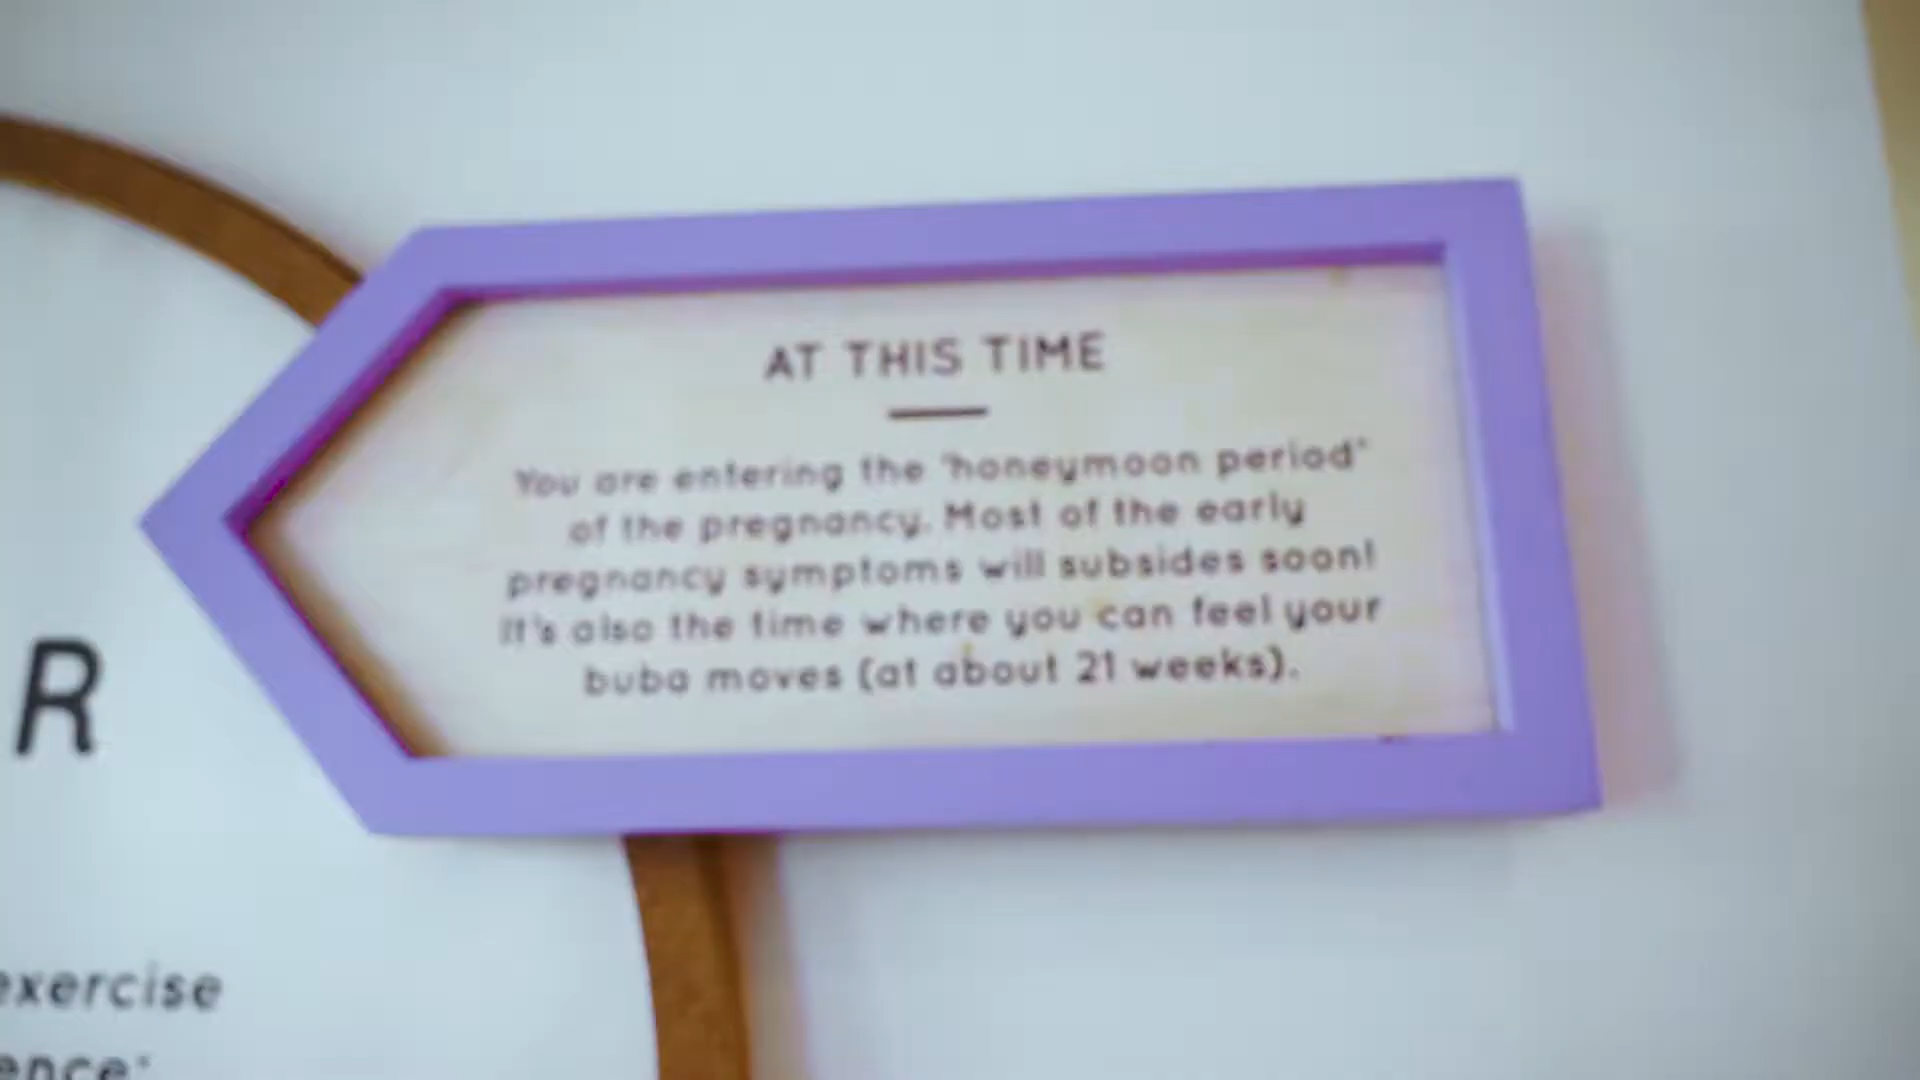 AT THIS TIME
You are entering the 'honeymoon period'
of the pregnancy. Most of the early
pregnancy symptoms will subsides soon!
It's also the time where you can feel your
buba moves (at about 21 weeks).
R
exercise